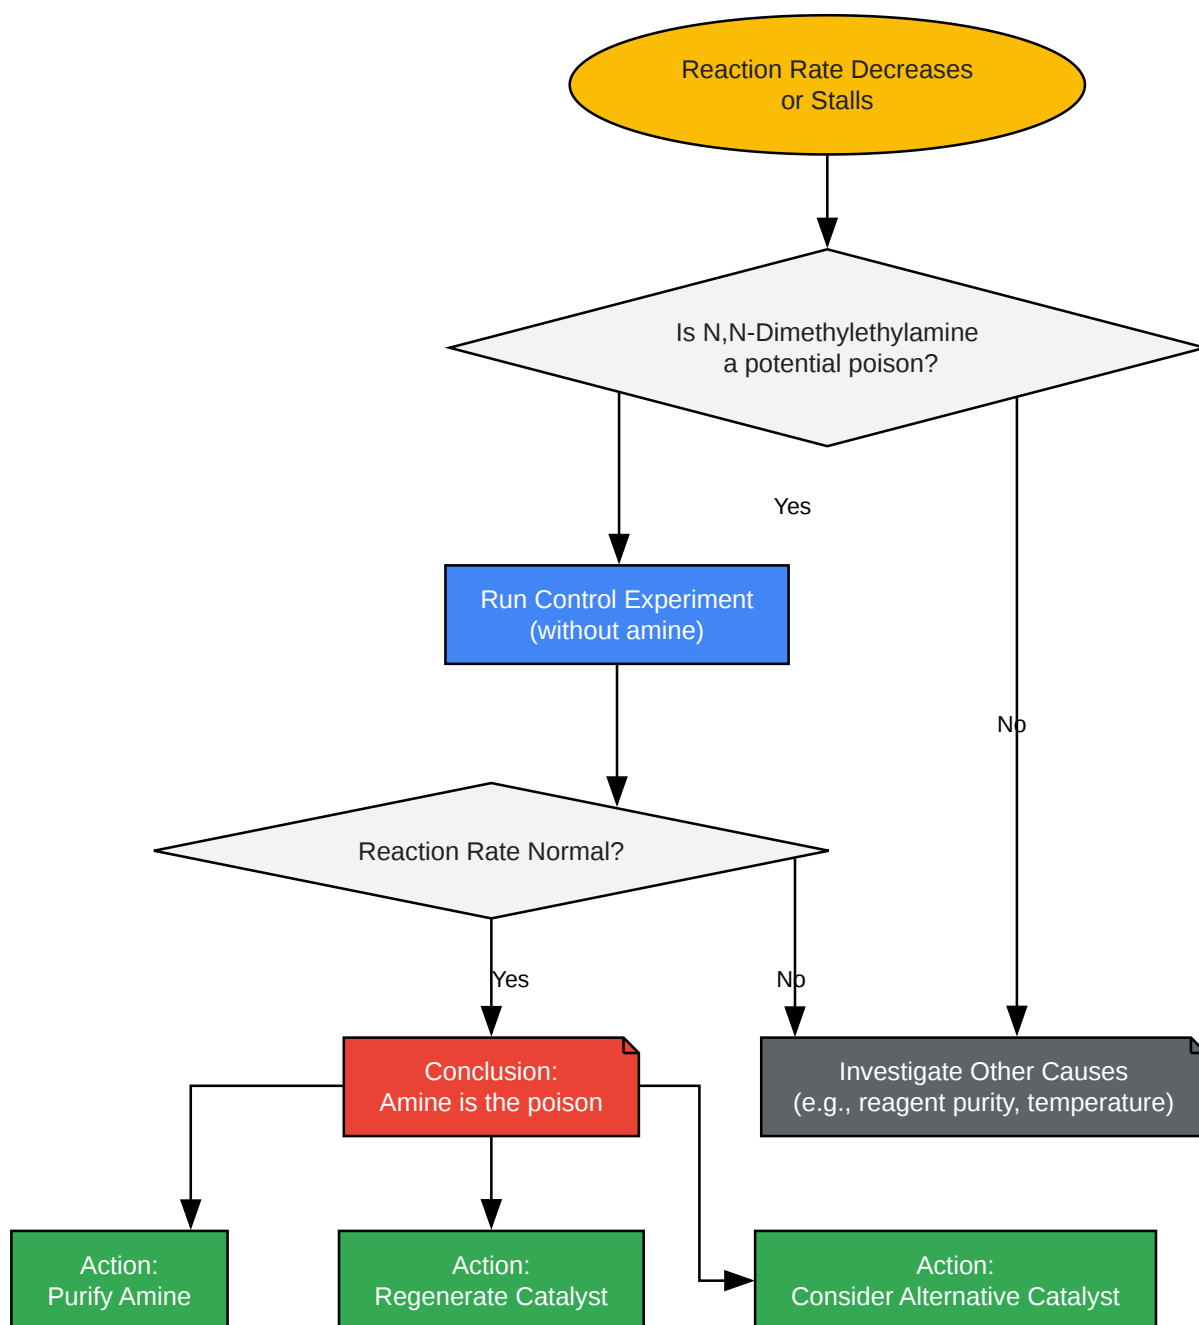 Reaction Rate Decreases
or Stalls
Is N,N-Dimethylethylamine
a potential poison?
Yes
Run Control Experiment
(without amine)
No
Reaction Rate Normal?
Yes
No
Conclusion:
Amine is the poison
Investigate Other Causes
(e.g., reagent purity, temperature)
Action:
Purify Amine
Action:
Regenerate Catalyst
Action:
Consider Alternative Catalyst